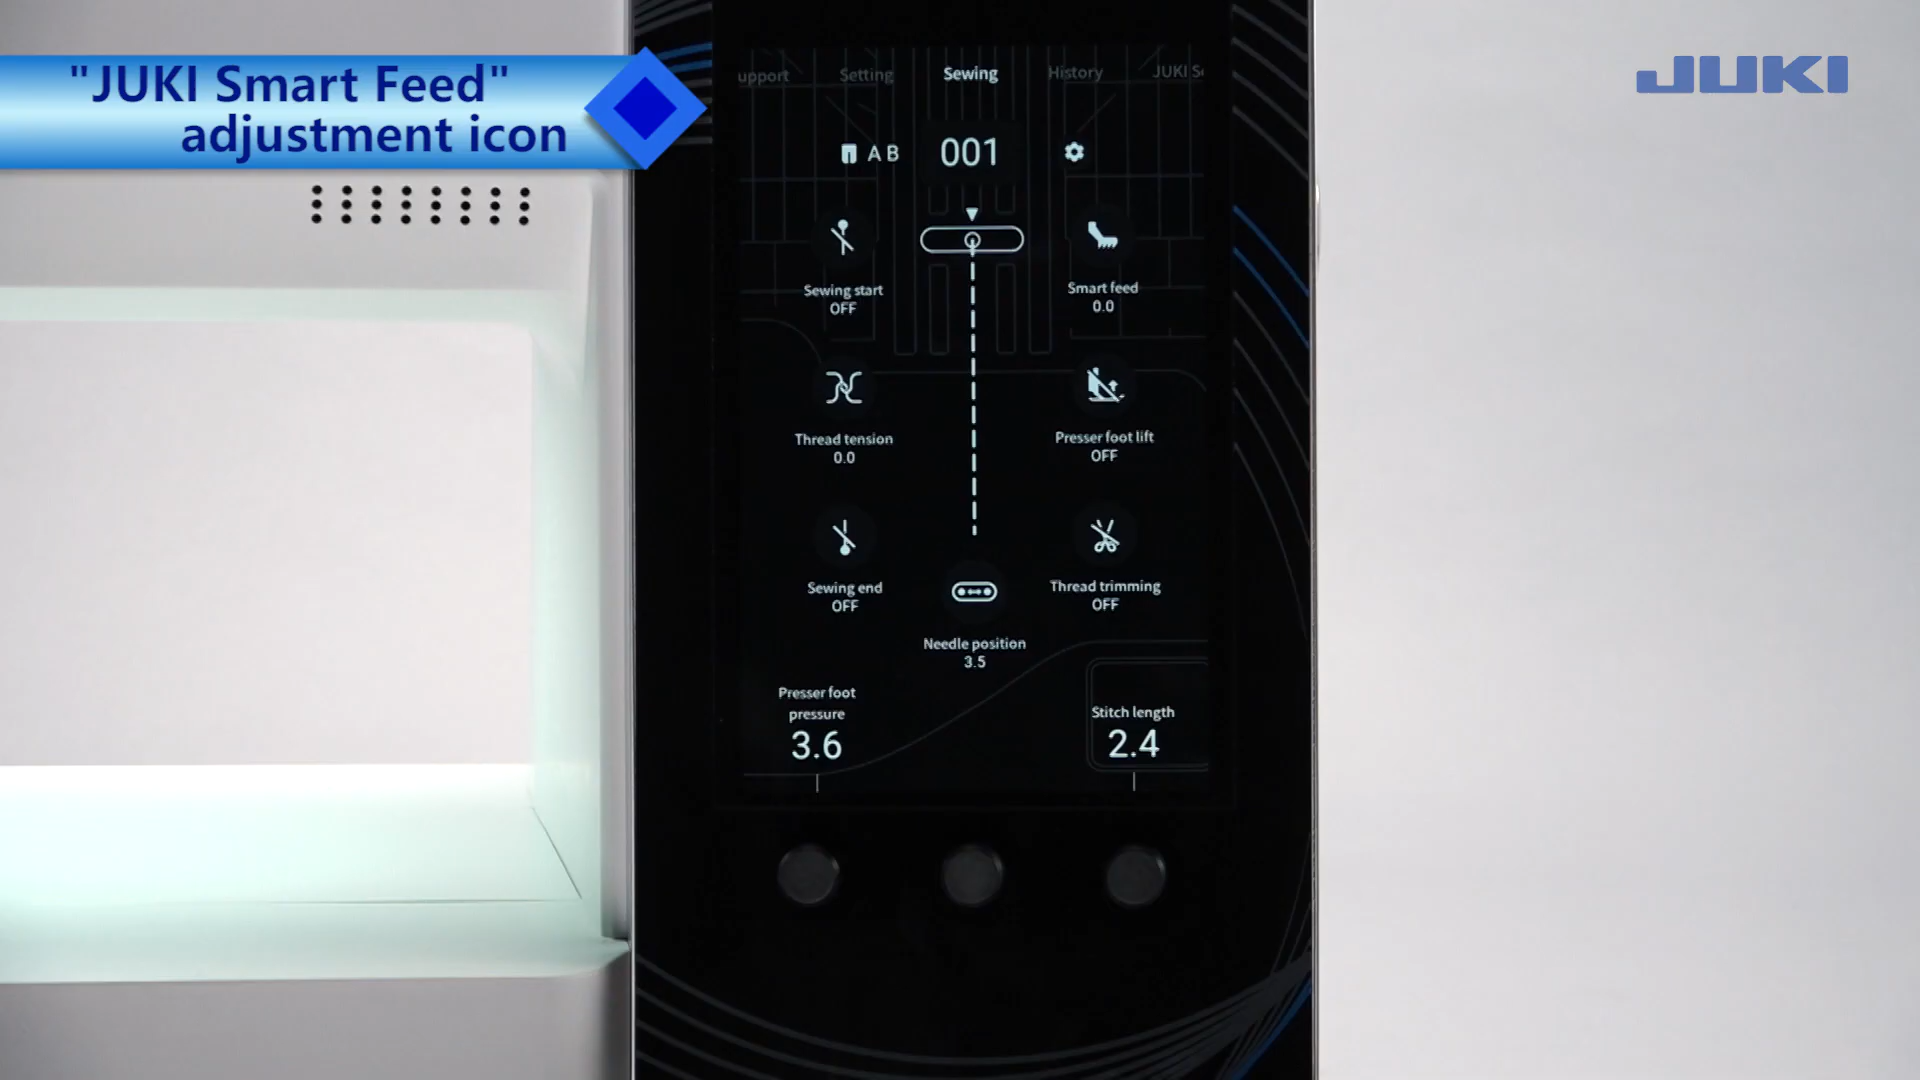 "JUKI Smart Feed"
adjustment icon
JUKI
upport
Setting
Sewing
History
JUKI S
A B
001
Sewing start
OFF
Smart feed
0.0
Thread tension
0.0
Presser foot lift
OFF
Sewing end
OFF
Thread trimming
OFF
Needle position
3.5
Presser foot
pressure
3.6
Stitch length
2.4